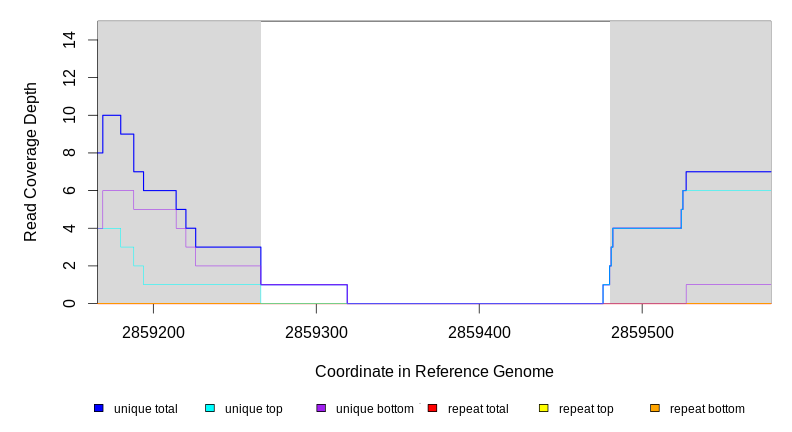 Read Coverage Depth
14
12
10
8
6
4
2
0
2859200 2859300 2859400 2859500
Coordinate in Reference Genome
unique total unique top unique bottom repeat total repeat top repeat bottom